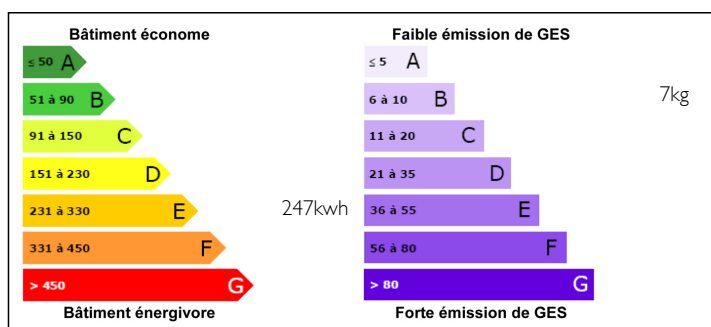 Bâtiment économe
≤ 50 A
51 à 90 B
91 à 150 C
151 à 230 D
231 à 330 E
247kwh
331 à 450 F
> 450 G
Bâtiment énergivore
Faible émission de GES
≤ 5 A
6 à 10 B
7kg
11 à 20 C
21 à 35 D
36 à 55 E
56 à 80 F
> 80 G
Forte émission de GES